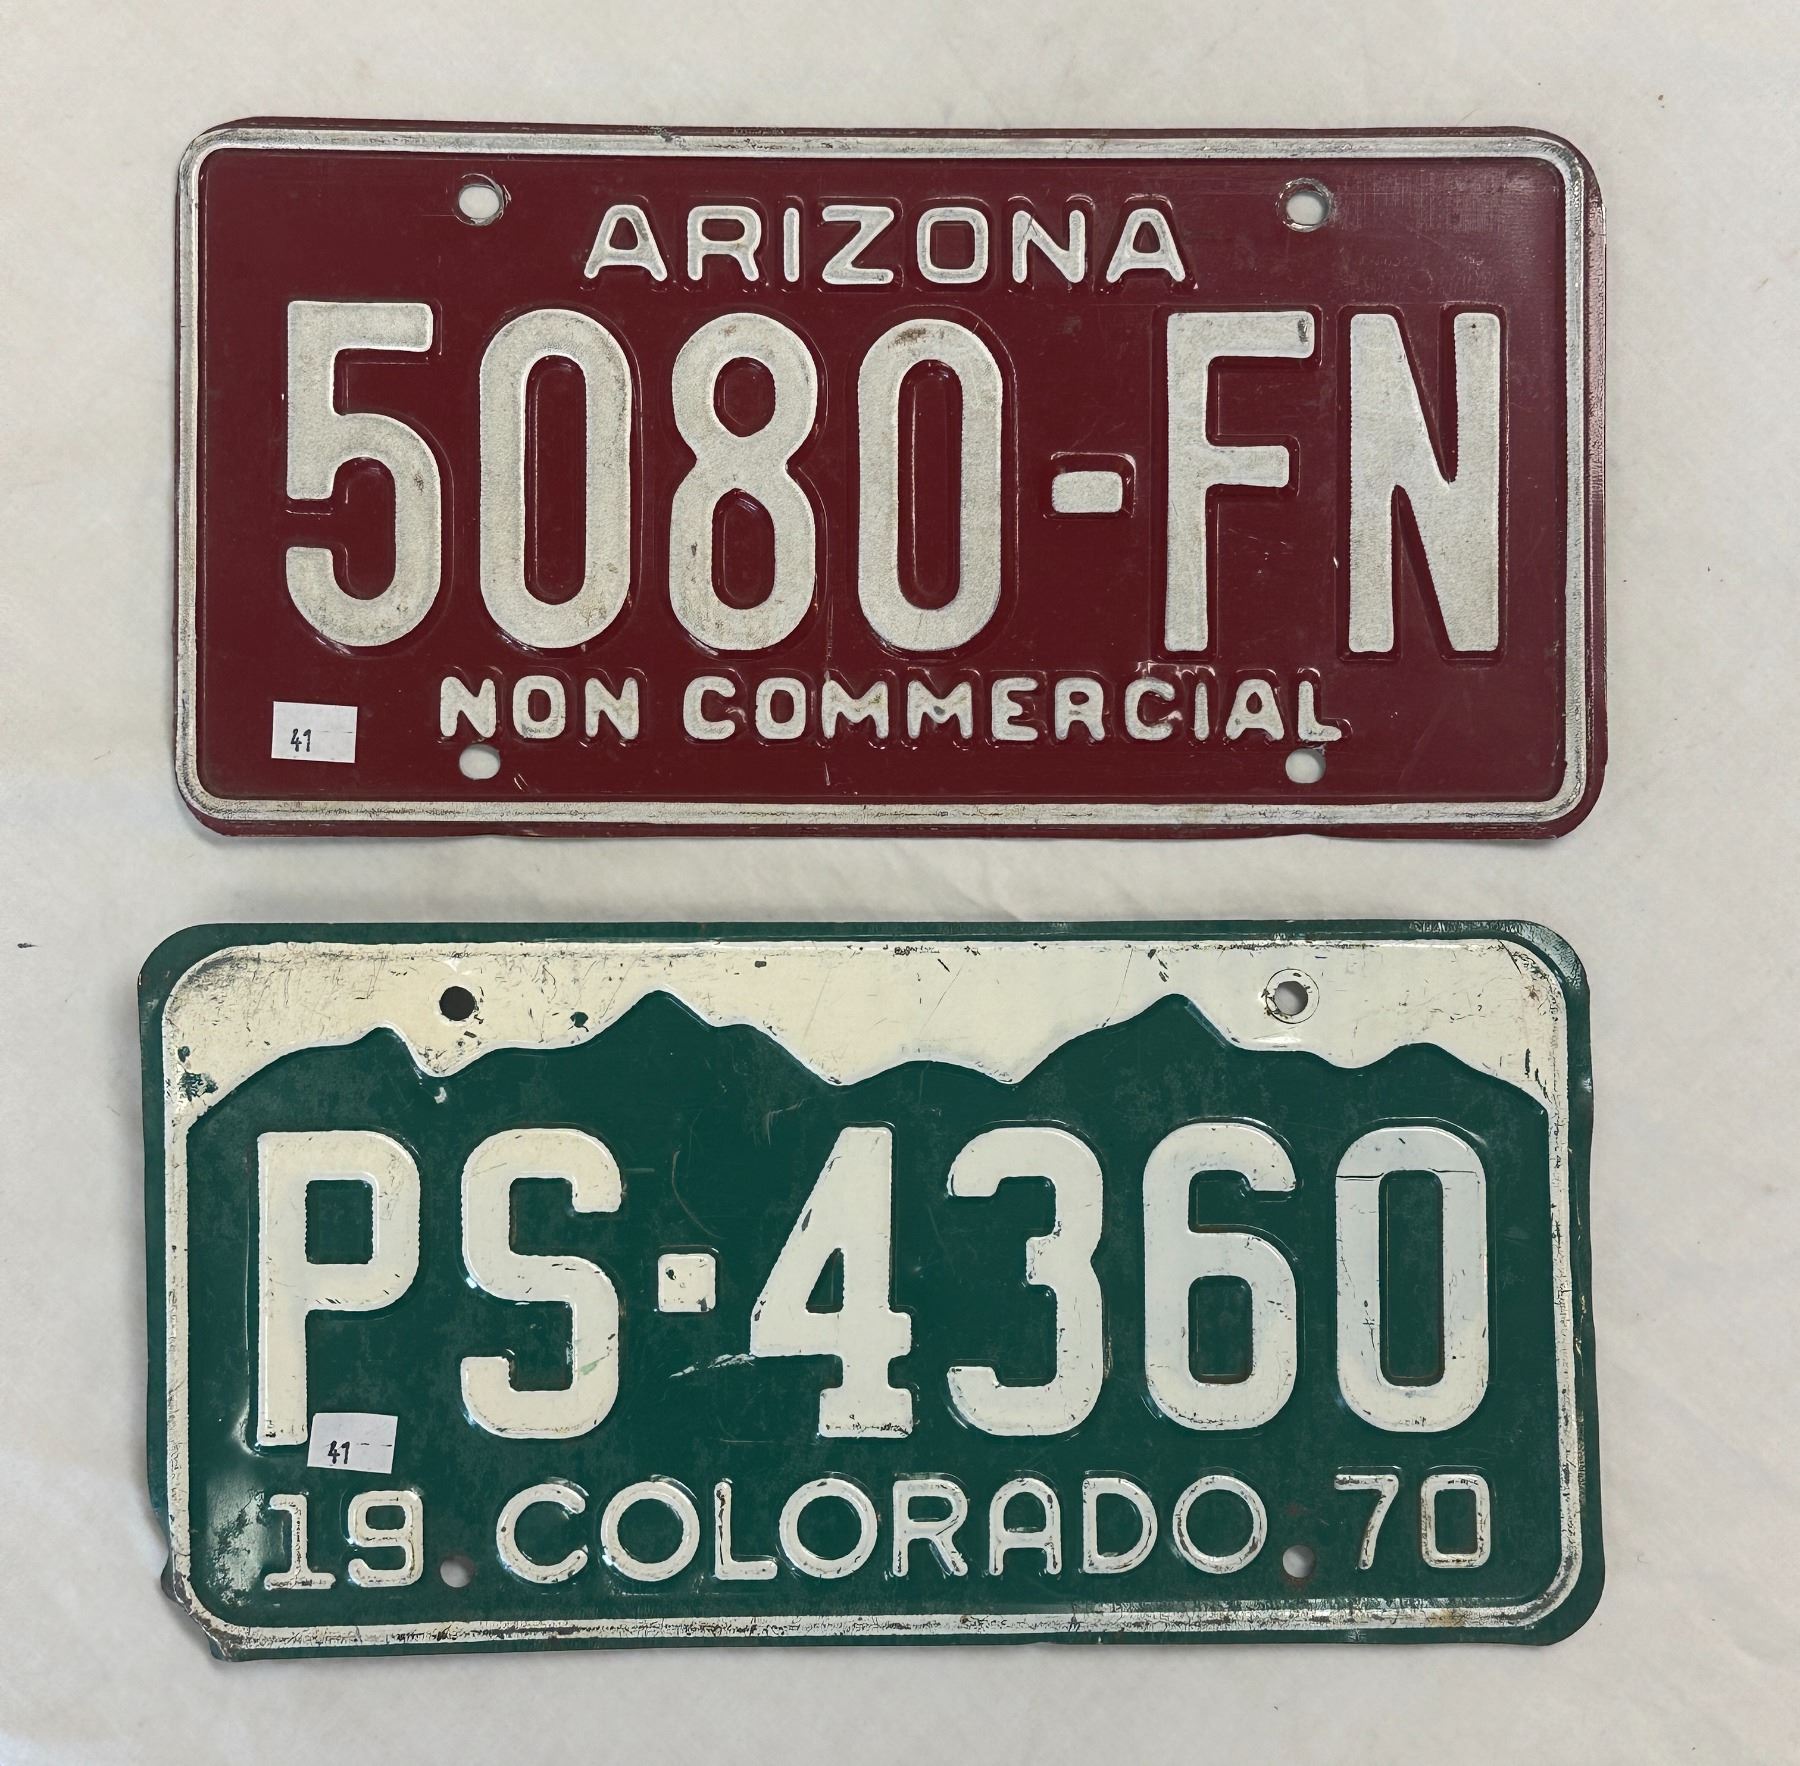 ARIZONA
5080-FN
NON COMMERCIAL
41
PS-4360
41
19 COLORADO 70